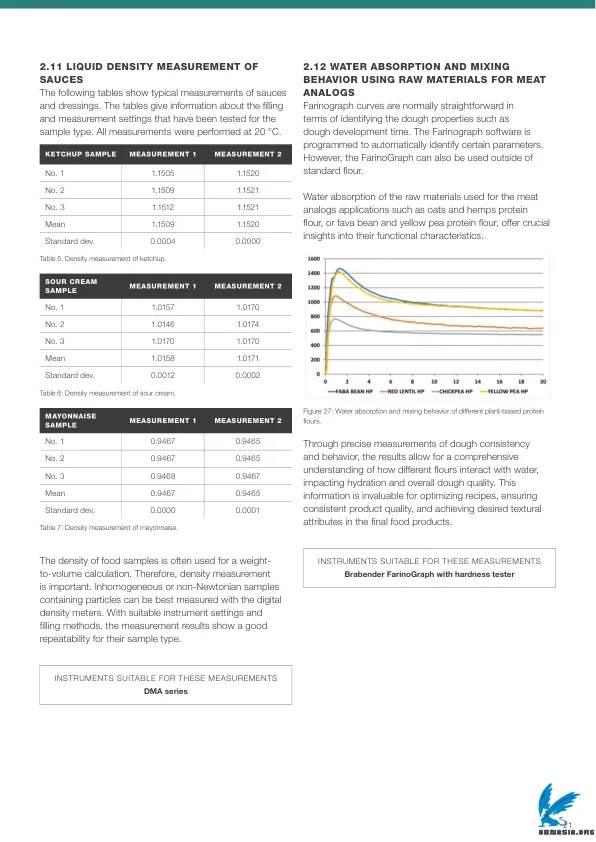 2.11 LIQUID DENSITY MEASUREMENT OF
SAUCES
The following tables show typical measurements of sauces
and dressings. The tables give information about the filling
and measurement settings that have been tested for the
sample type. All measurements were performed at 20 °C.
KETCHUP SAMPLE MEASUREMENT 1 MEASUREMENT 2
No. 1 1.1505 1.1520
No. 2 1.1509 1.1521
No. 3 1.1512 1.1521
Mean 1.1509 1.1520
Standard dev. 0.0004 0.0000
Table 5: Density measurement of ketchup.
SOUR CREAM
SAMPLE MEASUREMENT 1 MEASUREMENT 2
No. 1 1.0157 1.0170
No. 2 1.0146 1.0174
No. 3 1.0170 1.0170
Mean 1.0158 1.0171
Standard dev. 0.0012 0.0002
Table 6: Density measurement of sour cream.
MAYONNAISE
SAMPLE MEASUREMENT 1 MEASUREMENT 2
No. 1 0.9467 0.9465
No. 2 0.9467 0.9465
No. 3 0.9468 0.9467
Mean 0.9467 0.9465
Standard dev. 0.0000 0.0001
Table 7: Density measurement of mayonnaise.
The density of food samples is often used for a weight-
to-volume calculation. Therefore, density measurement
is important. Inhomogeneous or non-Newtonian samples
containing particles can be best measured with the digital
density meters. With suitable instrument settings and
filling methods, the measurement results show a good
repeatability for their sample type.
INSTRUMENTS SUITABLE FOR THESE MEASUREMENTS
DMA series
2.12 WATER ABSORPTION AND MIXING
BEHAVIOR USING RAW MATERIALS FOR MEAT
ANALOGS
Farinograph curves are normally straightforward in
terms of identifying the dough properties such as
dough development time. The Farinograph software is
programmed to automatically identify certain parameters.
However, the FarinoGraph can also be used outside of
standard flour.
Water absorption of the raw materials used for the meat
analogs applications such as oats and hemps protein
flour, or fava bean and yellow pea protein flour, offer crucial
insights into their functional characteristics.
1600
1400
1200
1000
800
600
400
200
0
0 2 4 6 8 10 12 14 16 18 20
FABA BEAN HP RED LENTIL HP CHICKPEA HP YELLOW PEA HP
Figure 27: Water absorption and mixing behavior of different plant-based protein
flours.
Through precise measurements of dough consistency
and behavior, the results allow for a comprehensive
understanding of how different flours interact with water,
impacting hydration and overall dough quality. This
information is invaluable for optimizing recipes, ensuring
consistent product quality, and achieving desired textural
attributes in the final food products.
INSTRUMENTS SUITABLE FOR THESE MEASUREMENTS
Brabender FarinoGraph with hardness tester
21
ABNASIA.ORG